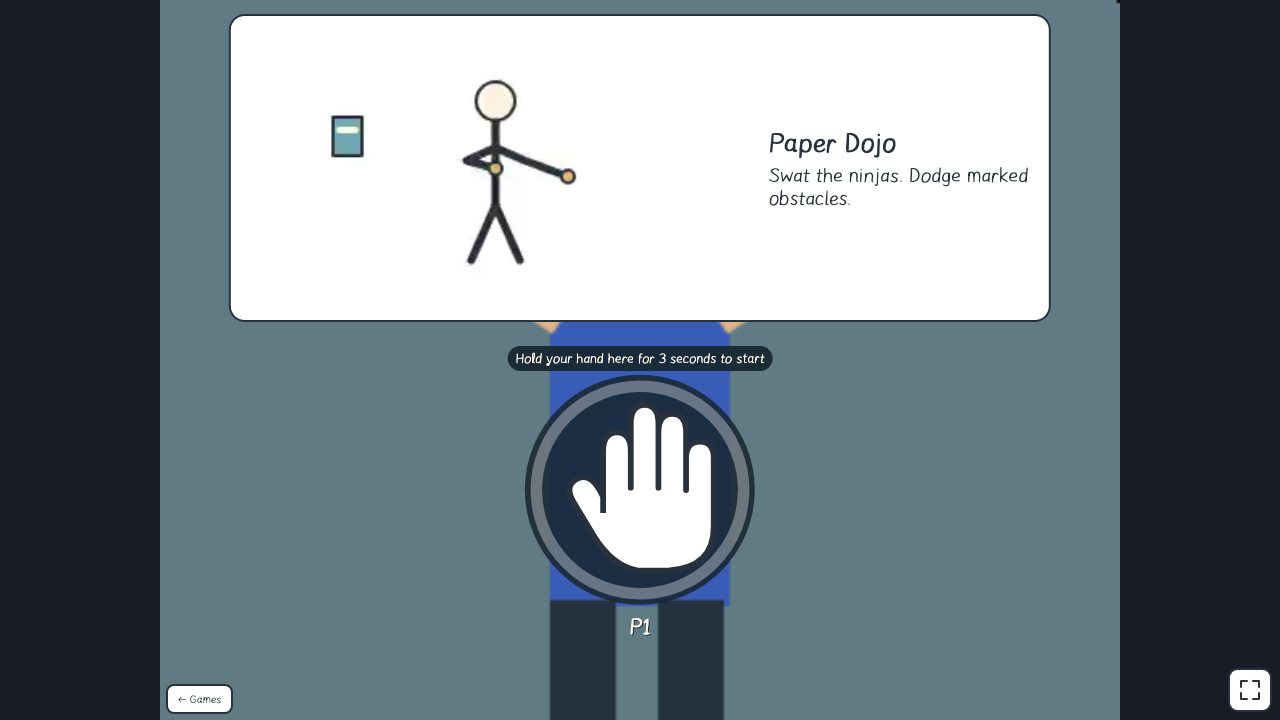 Paper Dojo
Swat the ninjas. Dodge marked
obstacles.
Hold your hand here for 3 seconds to start
P1
← Games